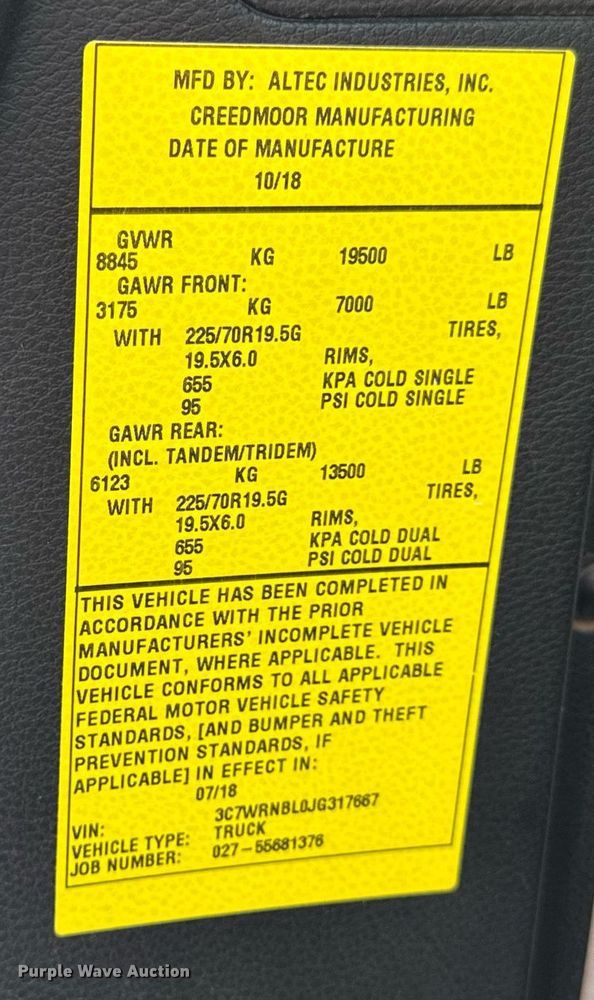 MFD BY: ALTEC INDUSTRIES, INC.
CREEDMOOR MANUFACTURING
DATE OF MANUFACTURE
10/18
GVWR
8845 KG 19500 LB
GAWR FRONT:
3175 KG 7000 LB
WITH 225/70R19.5G TIRES,
19.5X6.0 RIMS,
655 KPA COLD SINGLE
95 PSI COLD SINGLE
GAWR REAR:
(INCL. TANDEM/TRIDEM)
6123 KG 13500 LB
WITH 225/70R19.5G TIRES,
19.5X6.0 RIMS,
655 KPA COLD DUAL
95 PSI COLD DUAL
THIS VEHICLE HAS BEEN COMPLETED IN
ACCORDANCE WITH THE PRIOR
MANUFACTURERS' INCOMPLETE VEHICLE
DOCUMENT, WHERE APPLICABLE. THIS
VEHICLE CONFORMS TO ALL APPLICABLE
FEDERAL MOTOR VEHICLE SAFETY
STANDARDS, [AND BUMPER AND THEFT
PREVENTION STANDARDS, IF
APPLICABLE] IN EFFECT IN:
07/18
VIN: 3C7WRNBL0JG317667
VEHICLE TYPE: TRUCK
JOB NUMBER: 027-55681376
Purple Wave Auction